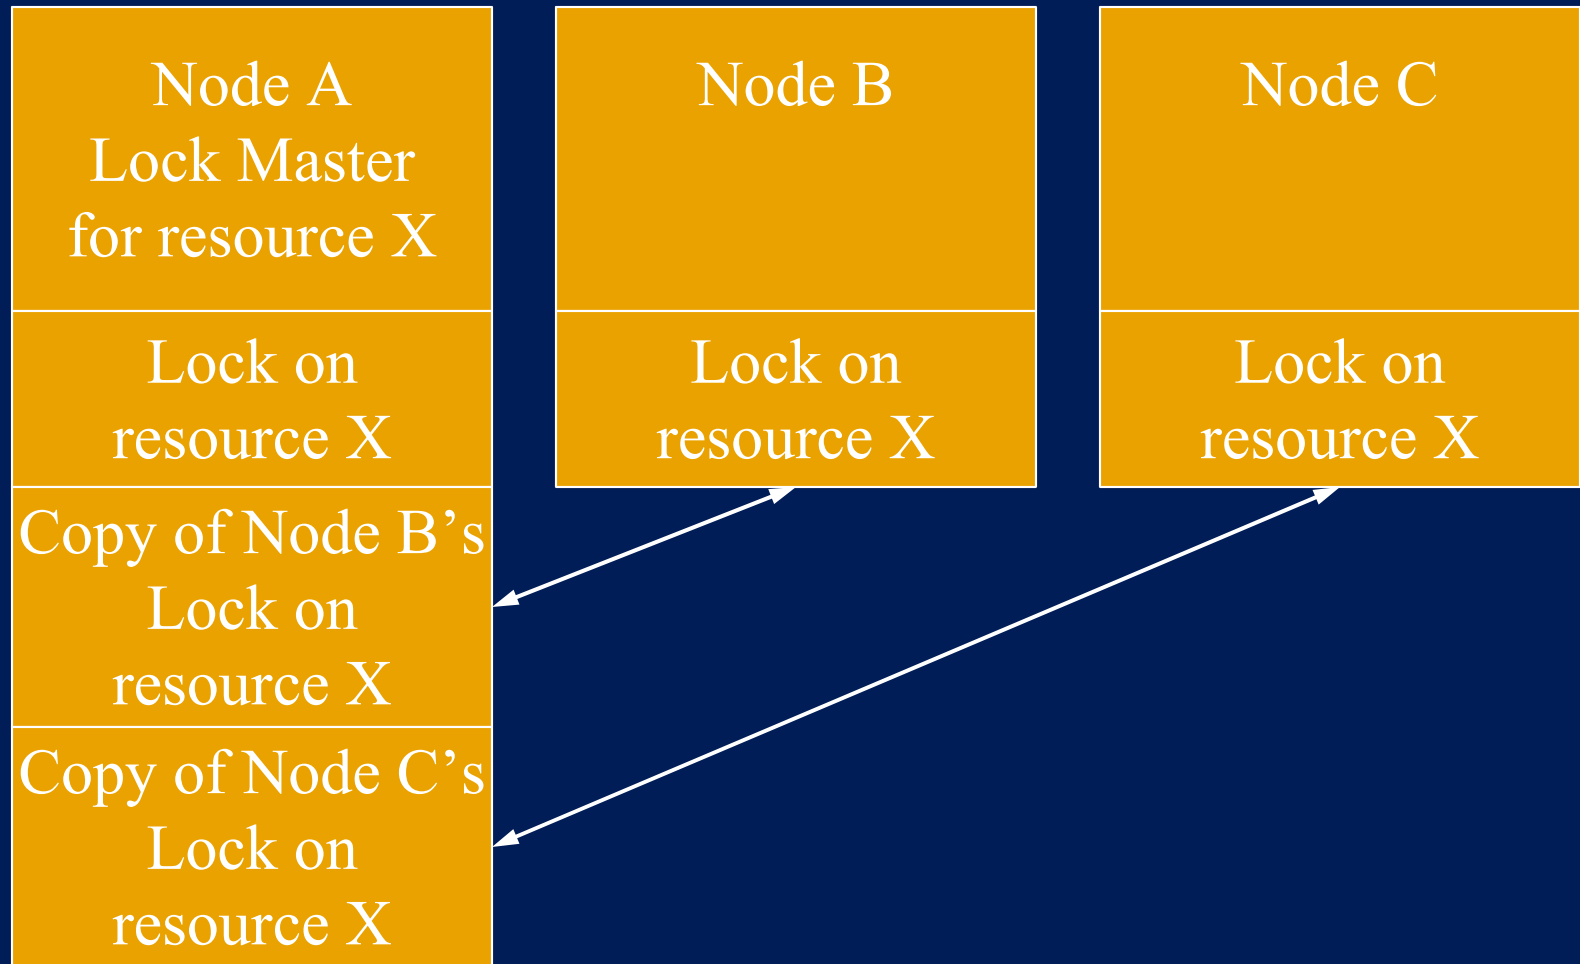 Node A
Lock Master
for resource X
Lock on
resource X
Copy of Node B’s
Lock on
resource X
Copy of Node C’s
Lock on
resource X
Node B
Lock on
resource X
Node C
Lock on
resource X